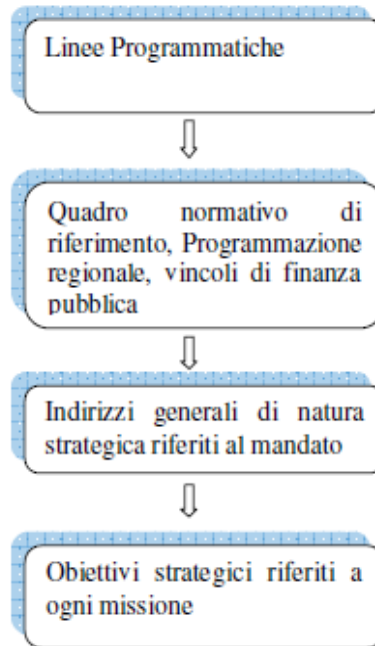 Linee Programmatiche
Quadro normativo di
riferimento, Programmazione
regionale, vincoli di finanza
pubblica
Indirizzi generali di natura
strategica riferiti al mandato
Obiettivi strategici riferiti a
ogni missione